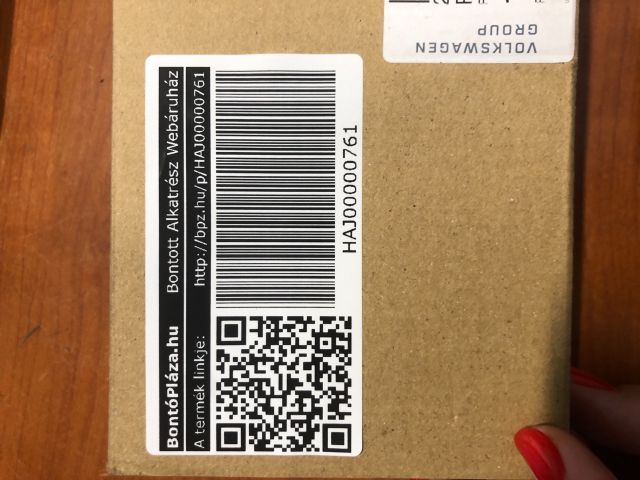 BontóPláza.hu Bontott Alkatrész Webáruház
A termék linkje: http://bpz.hu/p/HAJ00000761
HAJ00000761
VOLKSWAGEN
GROUP